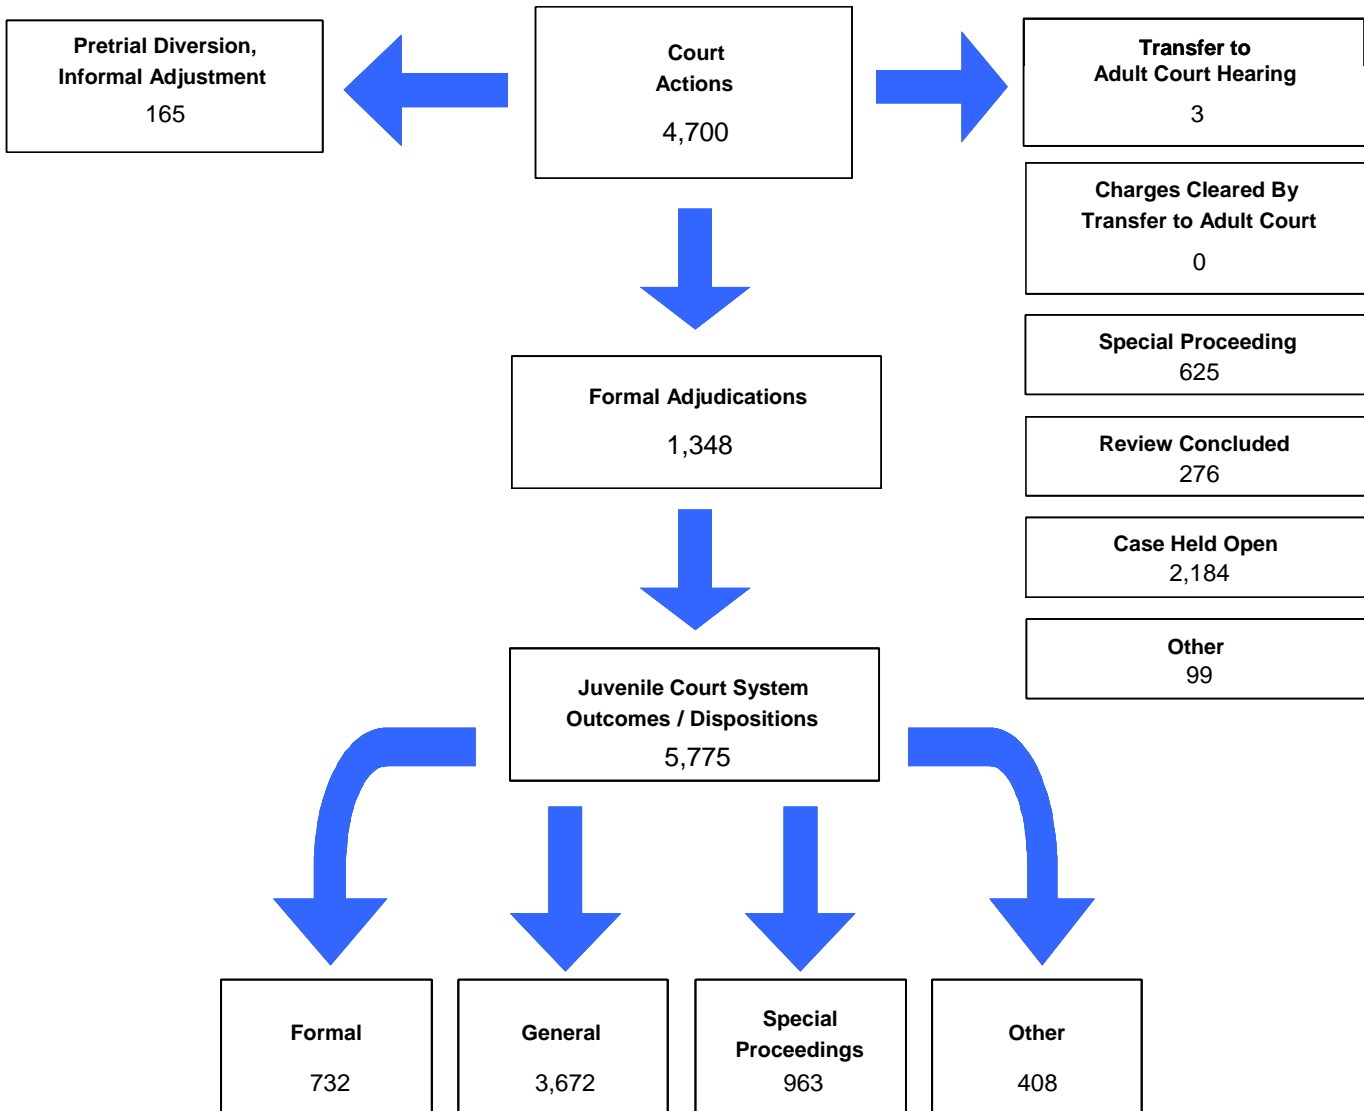 Pretrial Diversion,
Informal Adjustment
165
Court
Actions
4,700
Transfer to
Adult Court Hearing
3
Charges Cleared By
Transfer to Adult Court
0
Special Proceeding
625
Review Concluded
276
Case Held Open
2,184
Other
99
Formal Adjudications
1,348
Juvenile Court System
Outcomes / Dispositions
5,775
Formal
732
General
3,672
Special
Proceedings
963
Other
408